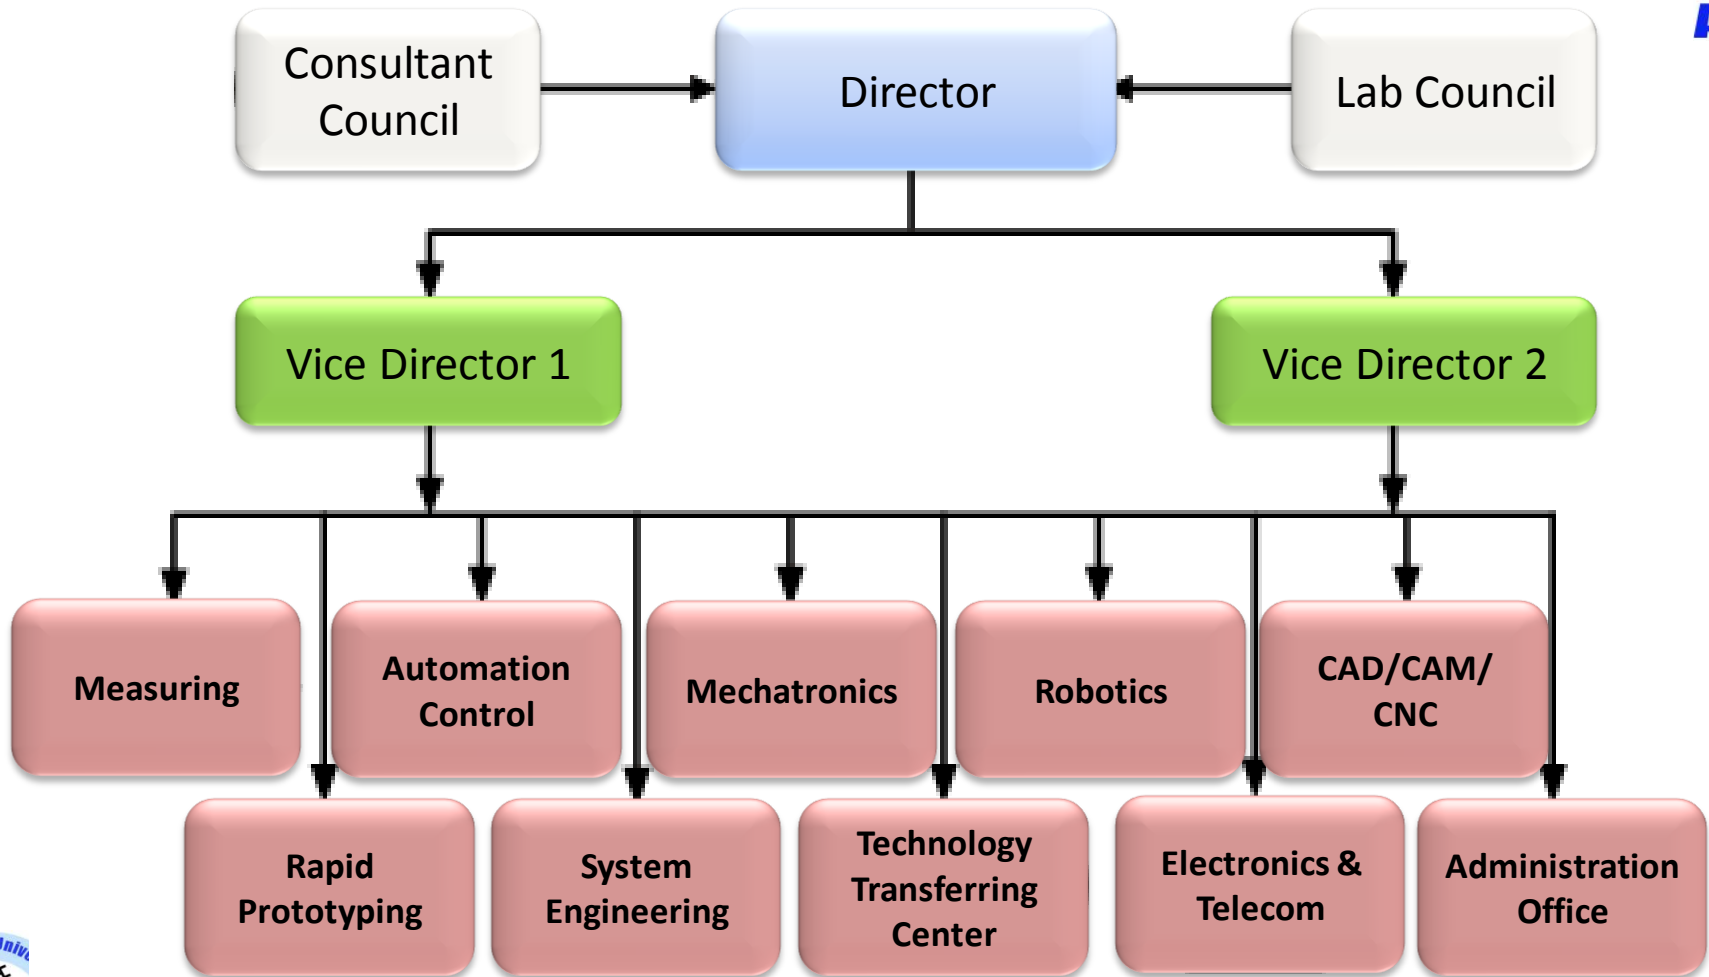 Consultant
Council
Director
Lab Council
Vice Director 1
Vice Director 2
Measuring
Automation
Control
Mechatronics
Robotics
CAD/CAM/
CNC
Rapid
Prototyping
System
Engineering
Technology
Transferring
Center
Electronics &
Telecom
Administration
Office